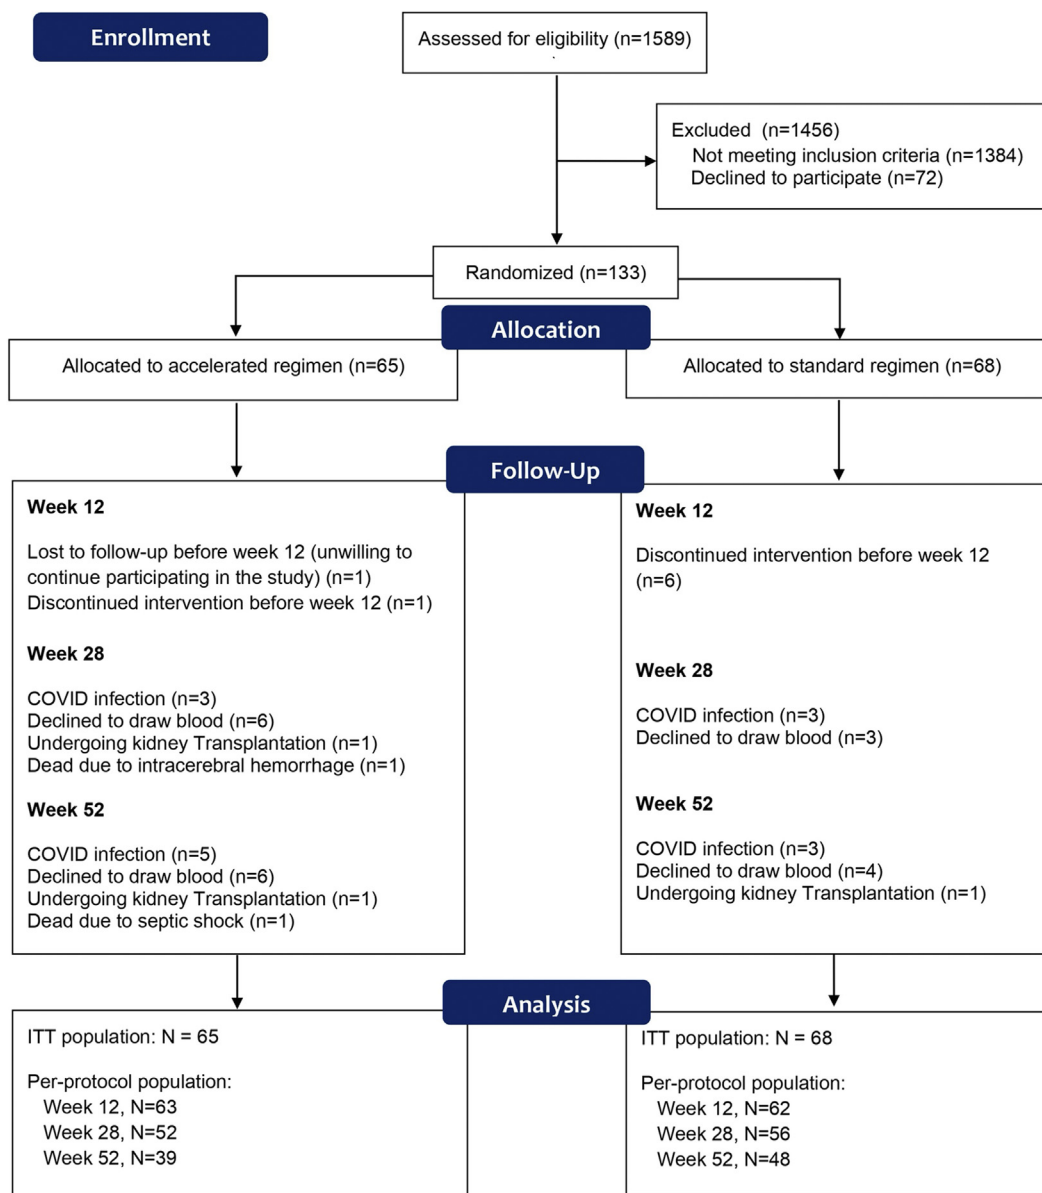 Enrollment
Assessed for eligibility (n=1589)
Excluded (n=1456)
Not meeting inclusion criteria (n=1384)
Declined to participate (n=72)
Randomized (n=133)
Allocation
Allocated to accelerated regimen (n=65)
Allocated to standard regimen (n=68)
Follow-Up
Week 12
Lost to follow-up before week 12 (unwilling to
continue participating in the study) (n=1)
Discontinued intervention before week 12 (n=1)
Week 28
COVID infection (n=3)
Declined to draw blood (n=6)
Undergoing kidney Transplantation (n=1)
Dead due to intracerebral hemorrhage (n=1)
Week 52
COVID infection (n=5)
Declined to draw blood (n=6)
Undergoing kidney Transplantation (n=1)
Dead due to septic shock (n=1)
Week 12
Discontinued intervention before week 12
(n=6)
Week 28
COVID infection (n=3)
Declined to draw blood (n=3)
Week 52
COVID infection (n=3)
Declined to draw blood (n=4)
Undergoing kidney Transplantation (n=1)
Analysis
ITT population: N = 65
Per-protocol population:
Week 12, N=63
Week 28, N=52
Week 52, N=39
ITT population: N = 68
Per-protocol population:
Week 12, N=62
Week 28, N=56
Week 52, N=48